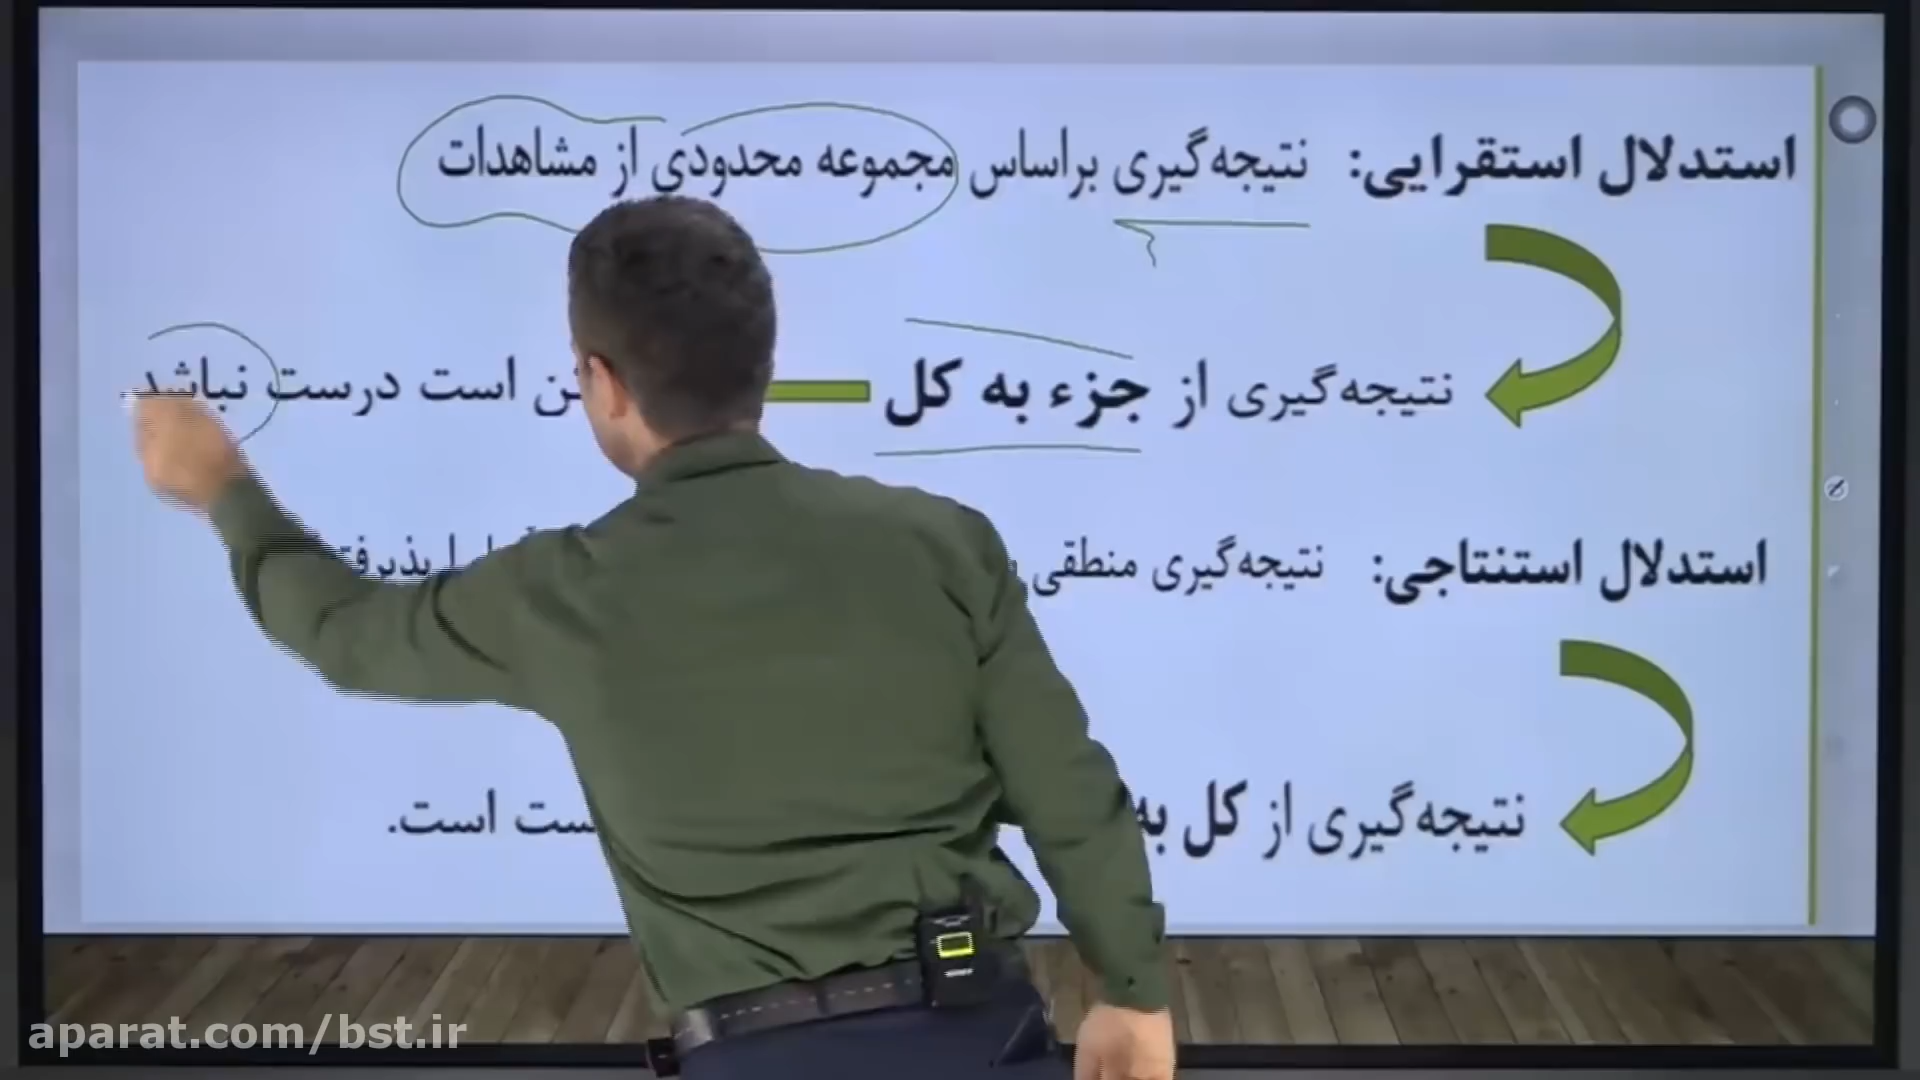 استدلال استقرایی: نتیجه‌گیری براساس مجموعه محدودی از مشاهدات
نتیجه‌گیری از جزء به کل است درست نباشد.
استدلال استنتاجی: نتیجه‌گیری منطقی
نتیجه‌گیری از کل به است.
aparat.com/bst.ir